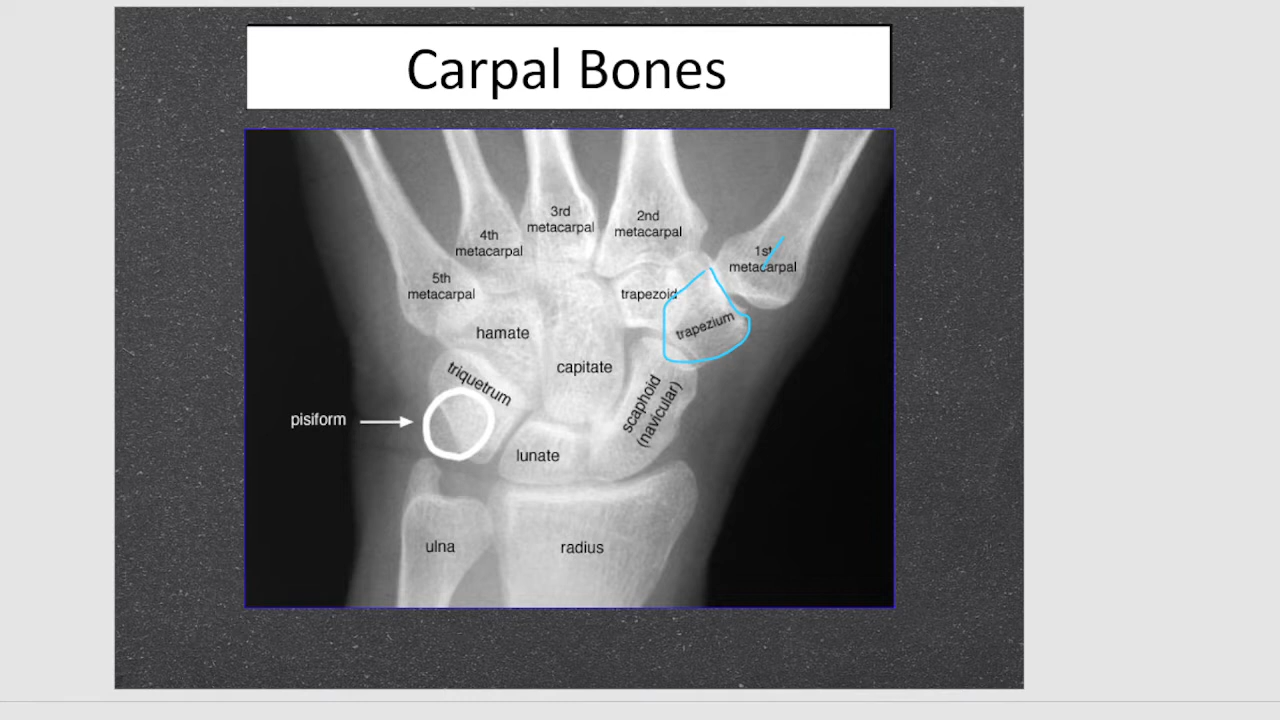 Carpal Bones
3rd
metacarpal
2nd
metacarpal
4th
metacarpal
1st
metacarpal
5th
metacarpal
trapezoid
trapezium
hamate
capitate
triquetrum
scaphoid
(navicular)
pisiform
lunate
ulna
radius